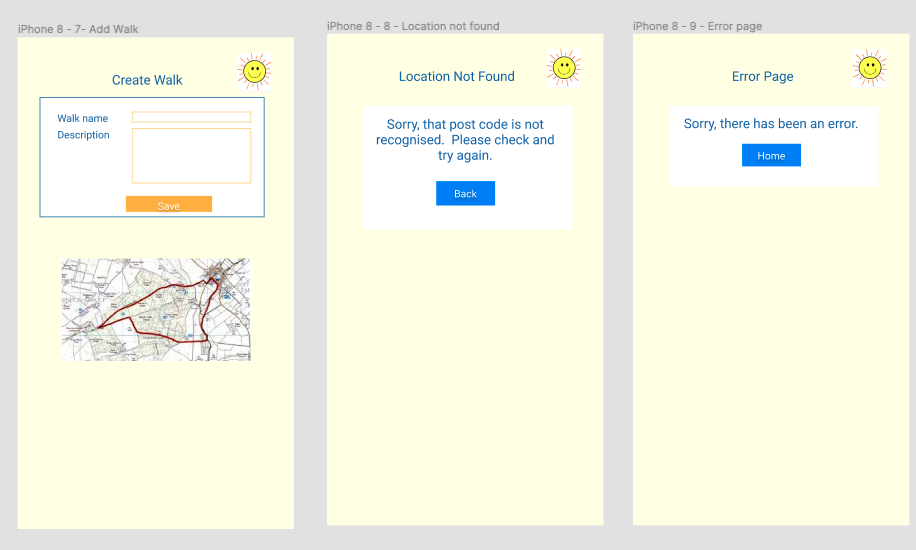 iPhone 8 - 7- Add Walk
Create Walk
Walk name
Description
Save
iPhone 8 - 8 - Location not found
Location Not Found
Sorry, that post code is not
recognised. Please check and
try again.
Back
iPhone 8 - 9 - Error page
Error Page
Sorry, there has been an error.
Home